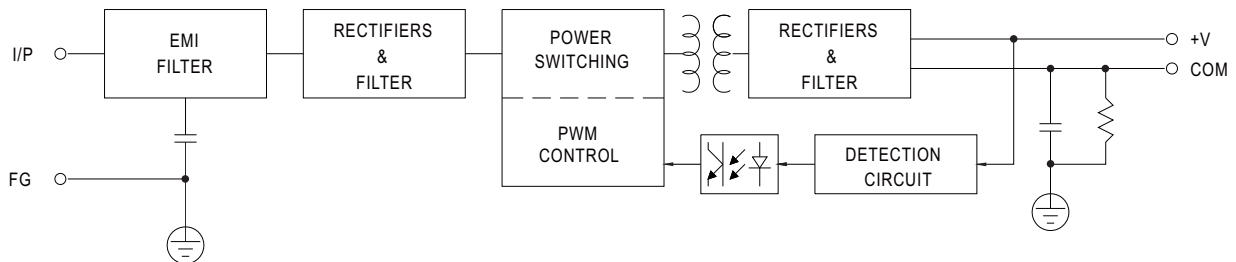 I/P
EMI
FILTER
RECTIFIERS
&
FILTER
POWER
SWITCHING
PWM
CONTROL
RECTIFIERS
&
FILTER
+V
COM
DETECTION
CIRCUIT
FG